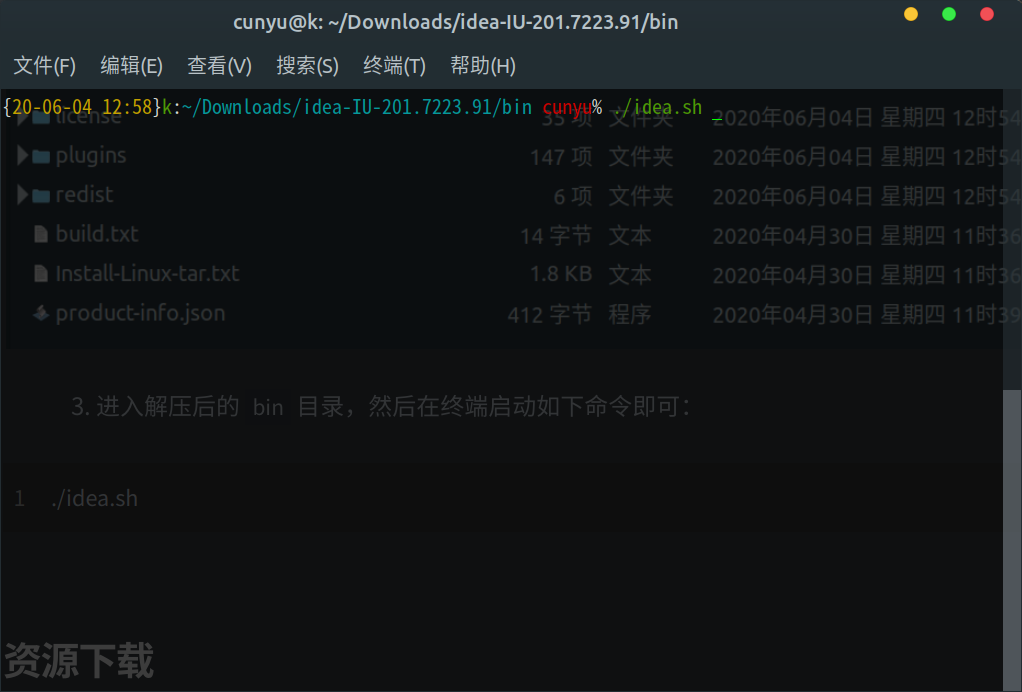 cunyu@k: ~/Downloads/idea-IU-201.7223.91/bin
文件(F) 编辑(E) 查看(V) 搜索(S) 终端(T) 帮助(H)
{20-06-04 12:58}k:~/Downloads/idea-IU-201.7223.91/bin cunyu% ./idea.sh _
license 35 项 文件夹 2020年06月04日 星期四 12时54
plugins 147 项 文件夹 2020年06月04日 星期四 12时54
redist 6 项 文件夹 2020年06月04日 星期四 12时54
build.txt 14 字节 文本 2020年04月30日 星期四 11时36
Install-Linux-tar.txt 1.8 KB 文本 2020年04月30日 星期四 11时36
product-info.json 412 字节 程序 2020年04月30日 星期四 11时39
3. 进入解压后的 bin 目录，然后在终端启动如下命令即可：
1 ./idea.sh
资源下载